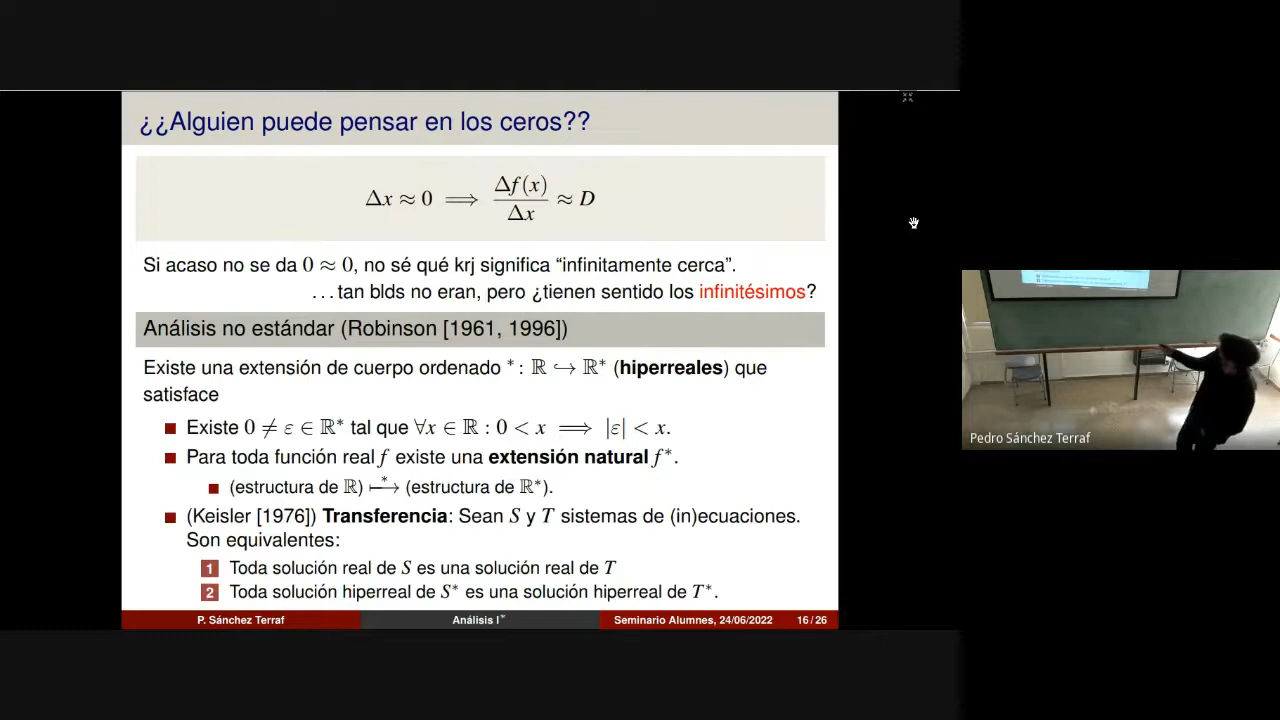 ¿¿Alguien puede pensar en los ceros??
Δx ≈ 0 ⟹ Δf(x)/Δx ≈ D
Si acaso no se da 0 ≈ 0, no sé qué krj significa “infinitamente cerca”.
…tan blds no eran, pero ¿tienen sentido los infinitésimos?
Análisis no estándar (Robinson [1961, 1996])
Existe una extensión de cuerpo ordenado * : ℝ ↪ ℝ* (hiperreales) que
satisface
Existe 0 ≠ ε ∈ ℝ* tal que ∀x ∈ ℝ : 0 < x ⟹ |ε| < x.
Para toda función real f existe una extensión natural f*.
(estructura de ℝ) ⟼* (estructura de ℝ*).
(Keisler [1976]) Transferencia: Sean S y T sistemas de (in)ecuaciones.
Son equivalentes:
1 Toda solución real de S es una solución real de T
2 Toda solución hiperreal de S* es una solución hiperreal de T*.
P. Sánchez Terraf Análisis I* Seminario Alumnes, 24/06/2022 16 / 26
Pedro Sánchez Terraf